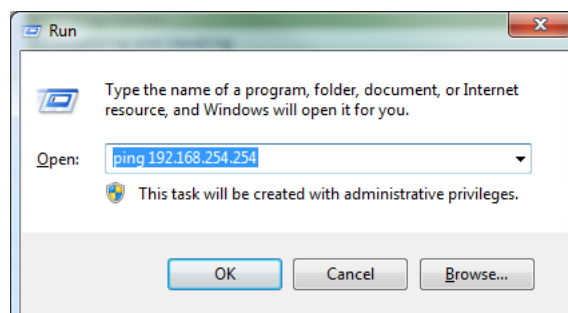 Run
Type the name of a program, folder, document, or Internet
resource, and Windows will open it for you.
Open: ping 192.168.254.254
This task will be created with administrative privileges.
OK Cancel Browse...